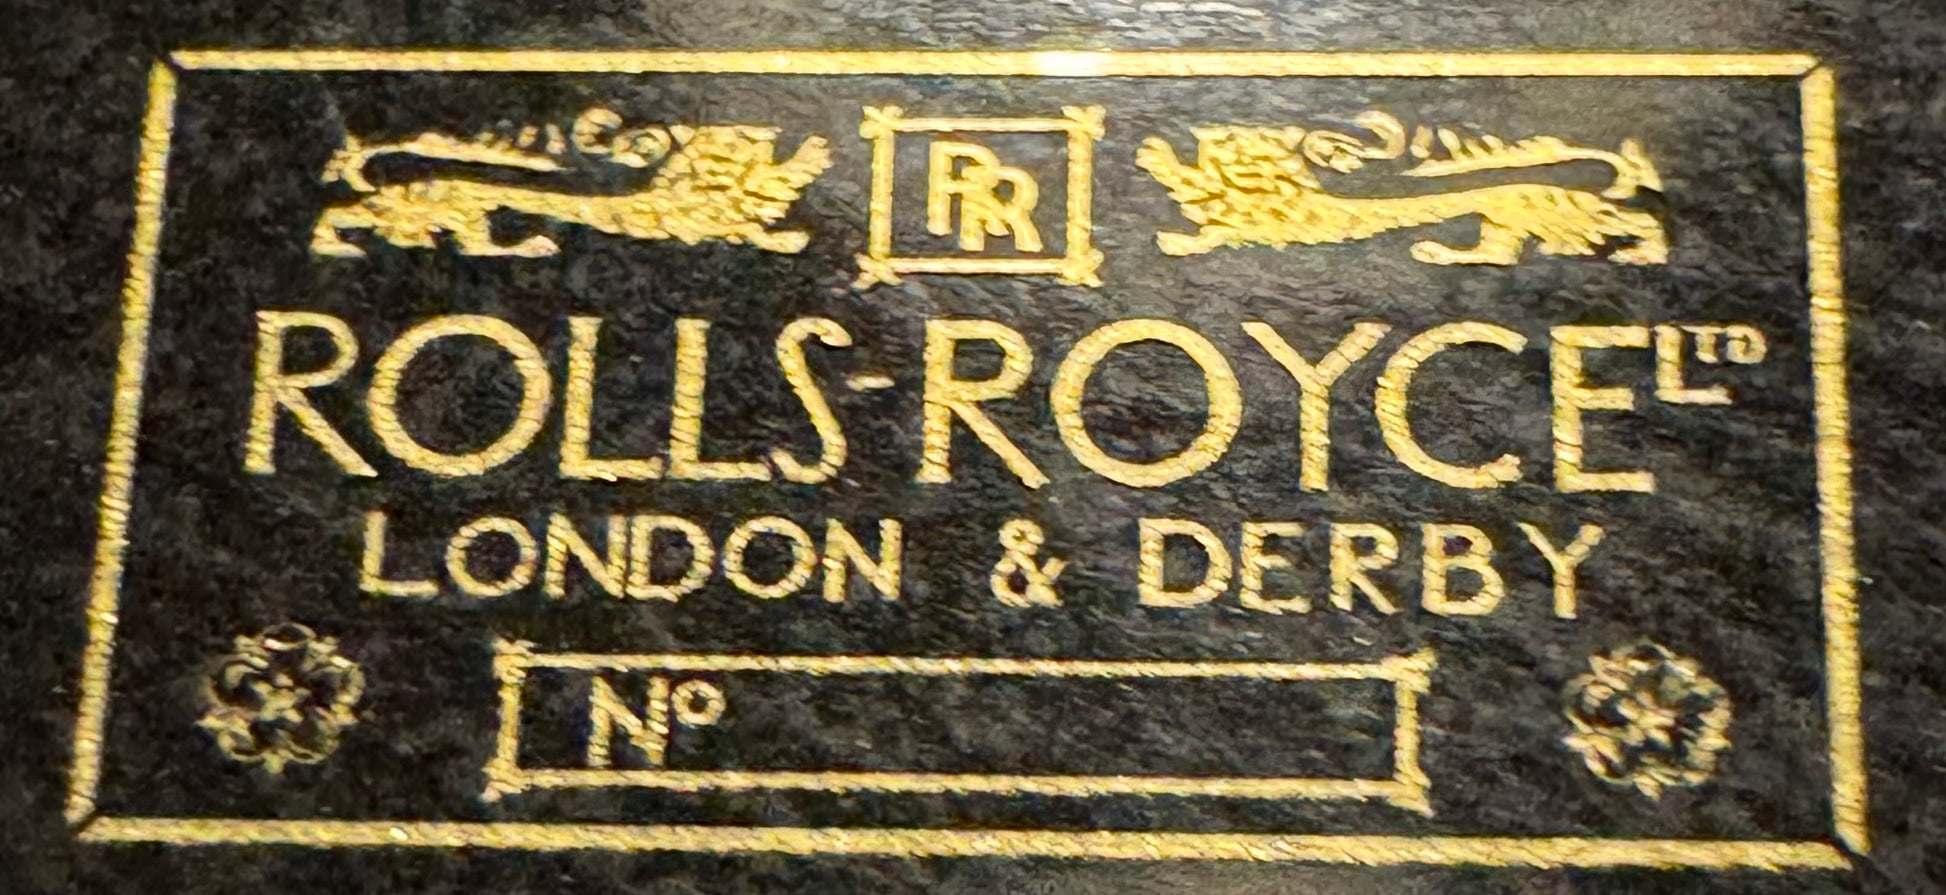 RR
ROLLS-ROYCE LTD
LONDON & DERBY
Nº